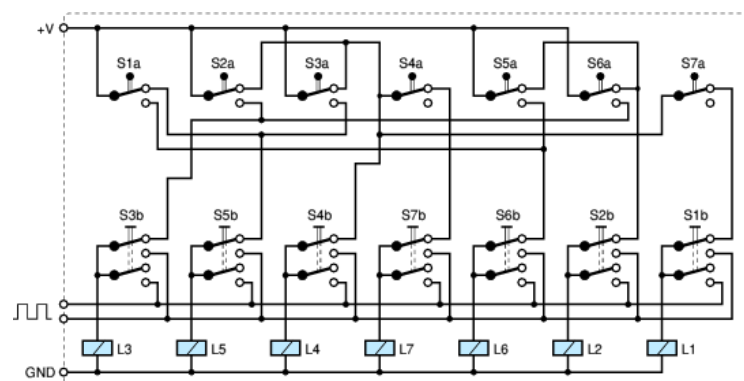 +V
S1a S2a S3a S4a S5a S6a S7a
S3b S5b S4b S7b S6b S2b S1b
L3 L5 L4 L7 L6 L2 L1
GND